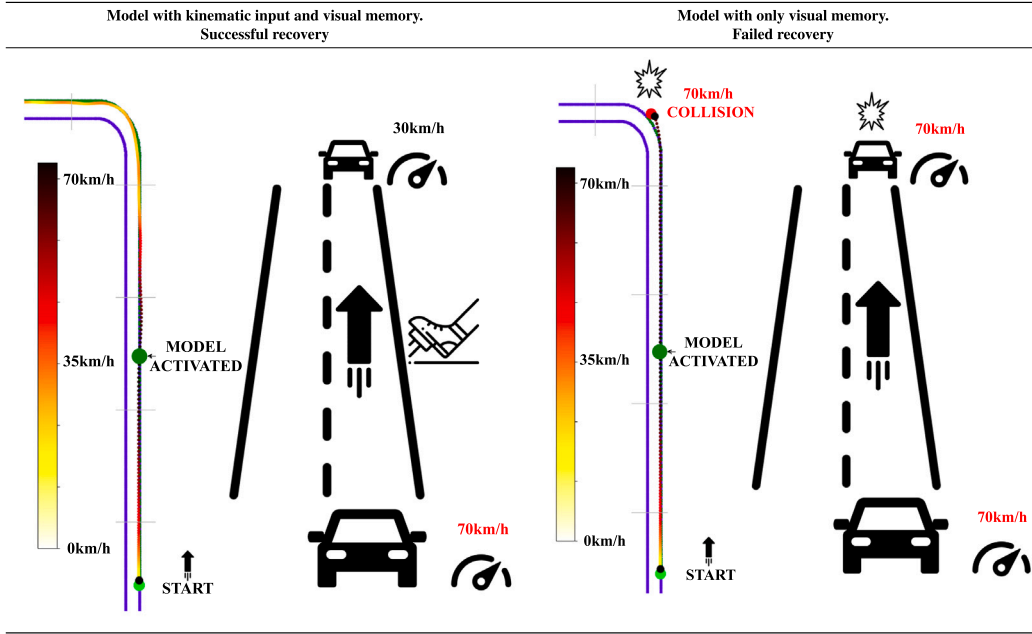 Model with kinematic input and visual memory.
Successful recovery
Model with only visual memory.
Failed recovery
70km/h
35km/h
0km/h
MODEL
ACTIVATED
START
30km/h
70km/h
70km/h
COLLISION
70km/h
35km/h
0km/h
MODEL
ACTIVATED
START
70km/h
70km/h